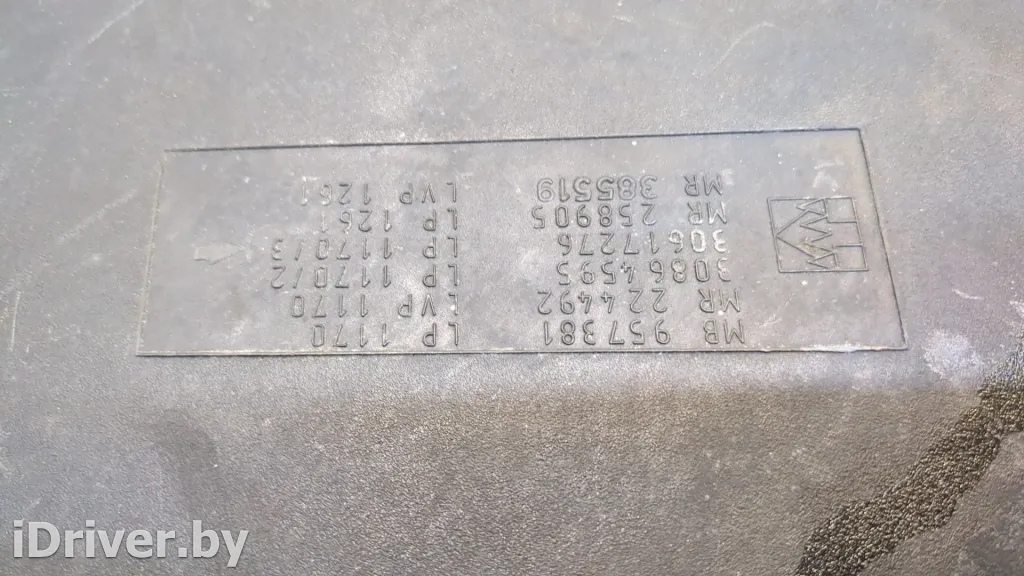 MB 957381 LP 1170
MR 224492 LVP 1170
30864595 LP 1170/2
30617276 LP 1170/3
MR 258905 LP 1261
MR 385519 LVP 1261
iDriver.by